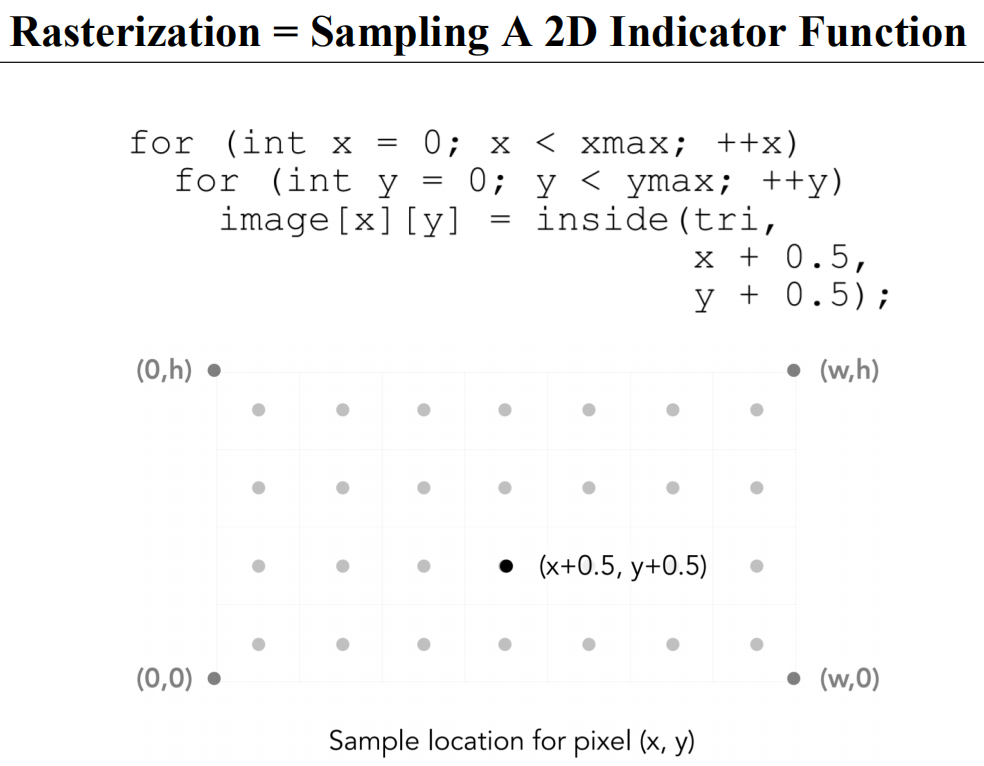 Rasterization = Sampling A 2D Indicator Function
for (int x = 0; x < xmax; ++x)
for (int y = 0; y < ymax; ++y)
image[x][y] = inside(tri,
x + 0.5,
y + 0.5);
(0,h) (w,h)
(x+0.5, y+0.5)
(0,0) (w,0)
Sample location for pixel (x, y)